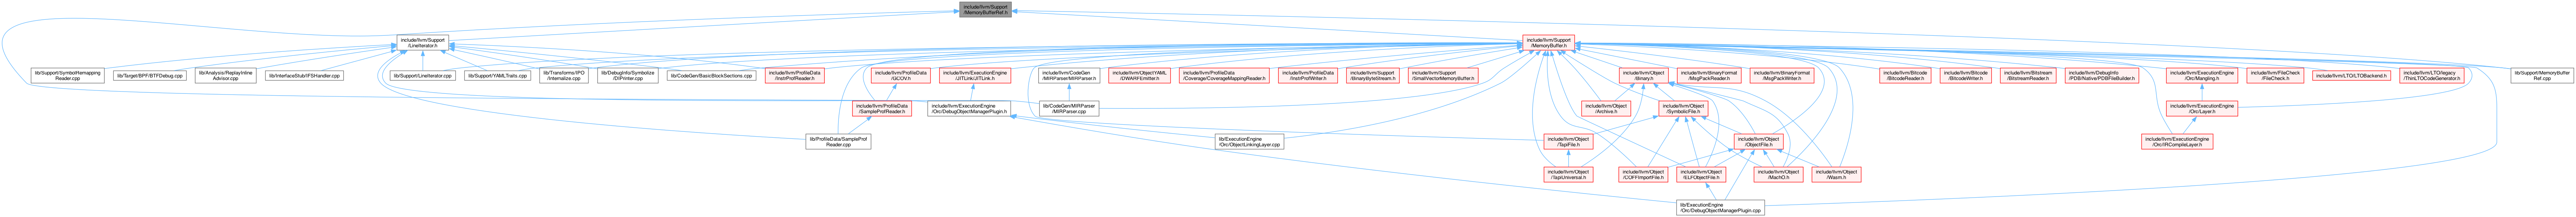 include/llvm/Support
/MemoryBufferRef.h
include/llvm/Support
/LineIterator.h
include/llvm/Support
/MemoryBuffer.h
lib/Support/SymbolRemapping
Reader.cpp
lib/Target/BPF/BTFDebug.cpp
lib/Analysis/ReplayInline
Advisor.cpp
lib/InterfaceStub/IFSHandler.cpp
lib/Support/LineIterator.cpp
lib/Support/YAMLTraits.cpp
lib/Transforms/IPO
/Internalize.cpp
lib/DebugInfo/Symbolize
/DIPrinter.cpp
lib/CodeGen/BasicBlockSections.cpp
include/llvm/ProfileData
/InstrProfReader.h
include/llvm/ProfileData
/GCOV.h
include/llvm/ExecutionEngine
/JITLink/JITLink.h
include/llvm/CodeGen
/MIRParser/MIRParser.h
include/llvm/ObjectYAML
/DWARFEmitter.h
include/llvm/ProfileData
/Coverage/CoverageMappingReader.h
include/llvm/ProfileData
/InstrProfWriter.h
include/llvm/Support
/BinaryByteStream.h
include/llvm/Support
/SmallVectorMemoryBuffer.h
include/llvm/Object
/Binary.h
include/llvm/BinaryFormat
/MsgPackReader.h
include/llvm/BinaryFormat
/MsgPackWriter.h
include/llvm/Bitcode
/BitcodeReader.h
include/llvm/Bitcode
/BitcodeWriter.h
include/llvm/Bitstream
/BitstreamReader.h
include/llvm/DebugInfo
/PDB/Native/PDBFileBuilder.h
include/llvm/ExecutionEngine
/Orc/Mangling.h
include/llvm/FileCheck
/FileCheck.h
include/llvm/LTO/LTOBackend.h
include/llvm/LTO/legacy
/ThinLTOCodeGenerator.h
lib/Support/MemoryBuffer
Ref.cpp
include/llvm/ProfileData
/SampleProfReader.h
include/llvm/ExecutionEngine
/Orc/DebugObjectManagerPlugin.h
lib/CodeGen/MIRParser
/MIRParser.cpp
include/llvm/Object
/Archive.h
include/llvm/Object
/SymbolicFile.h
include/llvm/ExecutionEngine
/Orc/Layer.h
lib/ProfileData/SampleProf
Reader.cpp
lib/ExecutionEngine
/Orc/ObjectLinkingLayer.cpp
include/llvm/Object
/TapiFile.h
include/llvm/Object
/ObjectFile.h
include/llvm/ExecutionEngine
/Orc/IRCompileLayer.h
include/llvm/Object
/TapiUniversal.h
include/llvm/Object
/COFFImportFile.h
include/llvm/Object
/ELFObjectFile.h
include/llvm/Object
/MachO.h
include/llvm/Object
/Wasm.h
lib/ExecutionEngine
/Orc/DebugObjectManagerPlugin.cpp